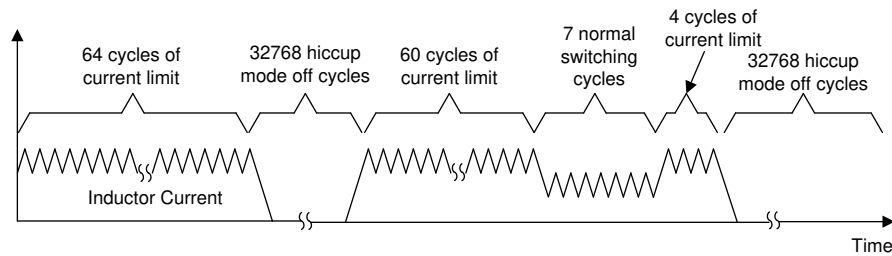 64 cycles of
current limit
32768 hiccup
mode off cycles
60 cycles of
current limit
7 normal
switching
cycles
4 cycles of
current limit
32768 hiccup
mode off cycles
Inductor Current
Time